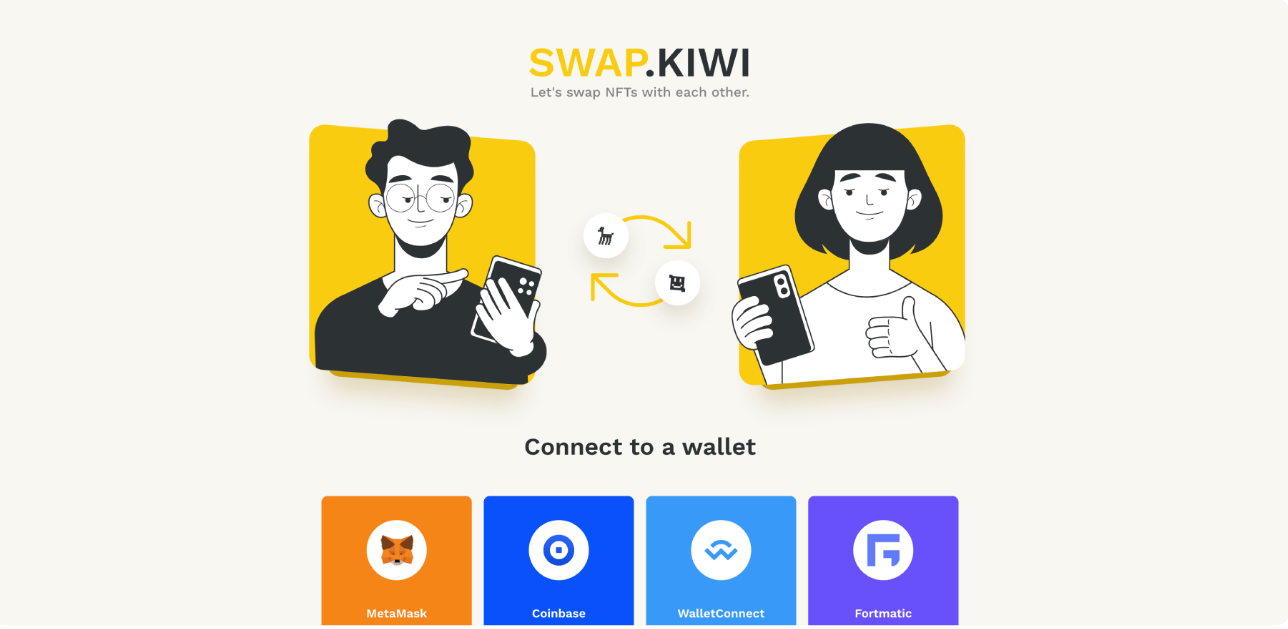 SWAP.KIWI
Let's swap NFTs with each other.
Connect to a wallet
MetaMask
Coinbase
WalletConnect
Fortmatic